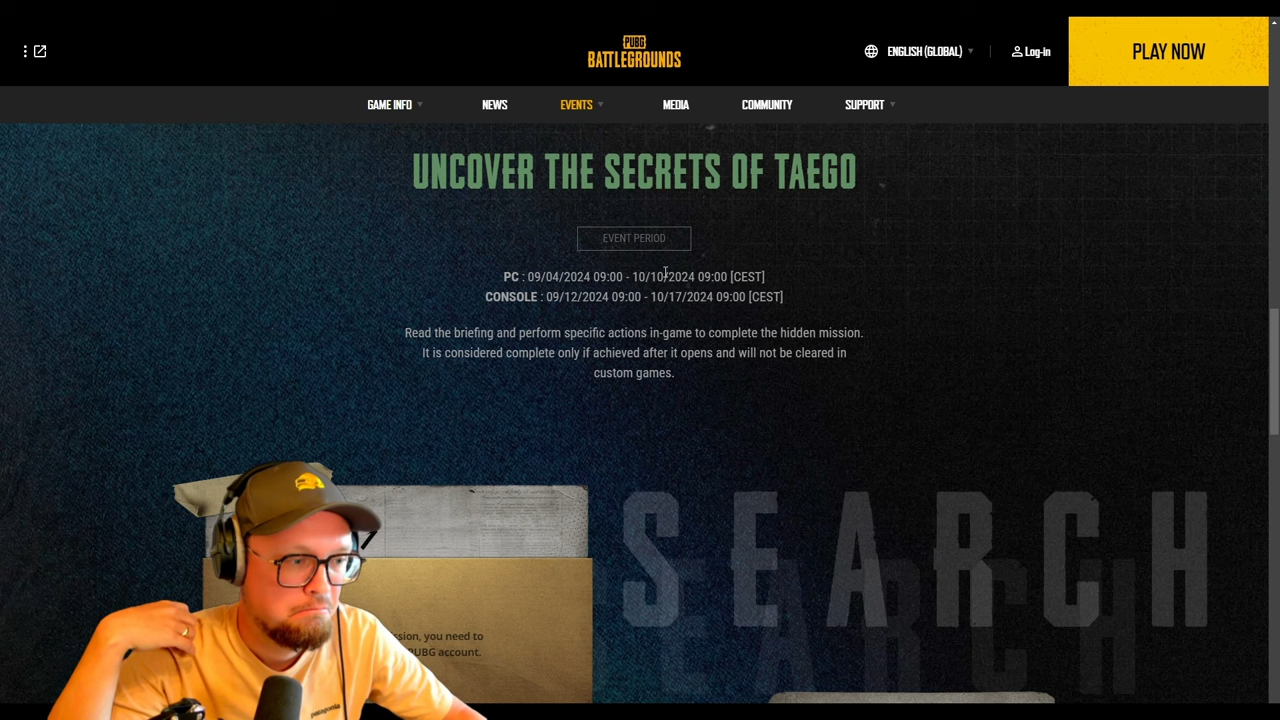 PUBG
BATTLEGROUNDS
ENGLISH (GLOBAL)
Log-in
PLAY NOW
GAME INFO
NEWS
EVENTS
MEDIA
COMMUNITY
SUPPORT
UNCOVER THE SECRETS OF TAEGO
EVENT PERIOD
PC : 09/04/2024 09:00 - 10/10/2024 09:00 [CEST]
CONSOLE : 09/12/2024 09:00 - 10/17/2024 09:00 [CEST]
Read the briefing and perform specific actions in-game to complete the hidden mission.
It is considered complete only if achieved after it opens and will not be cleared in
custom games.
SEARCH
you need to
PUBG account.
patagonia